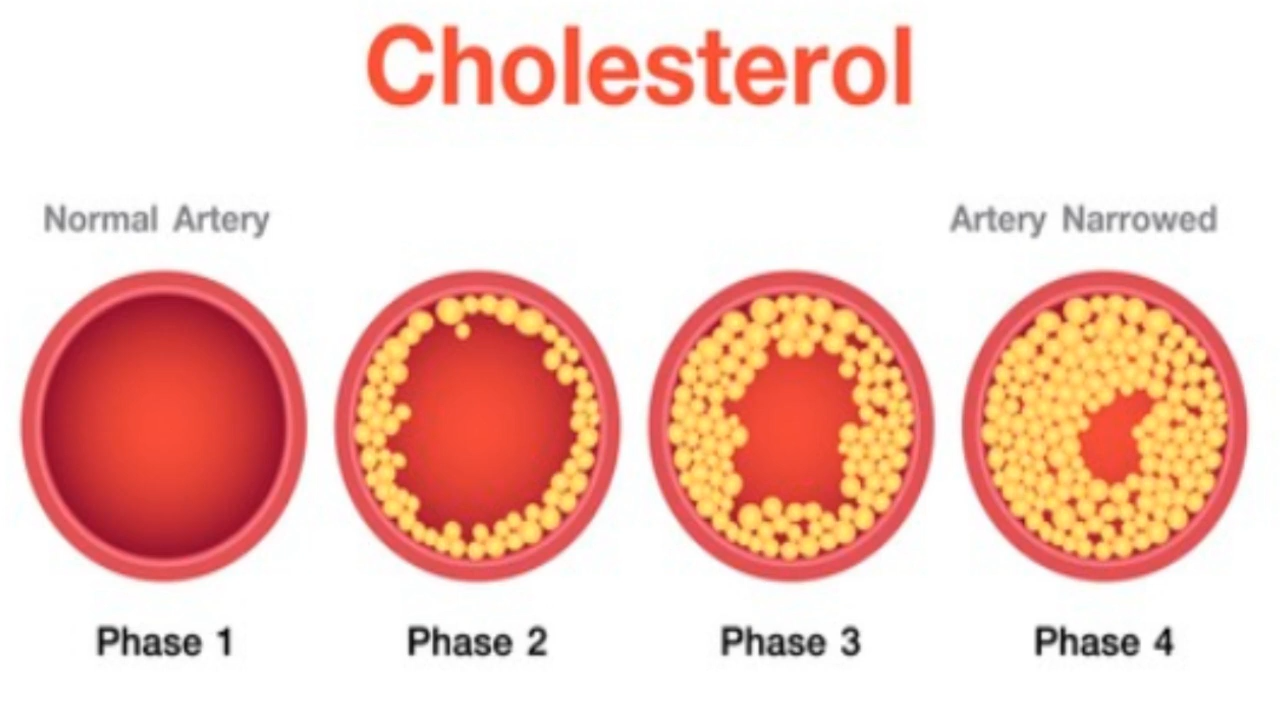 Cholesterol
Normal Artery
Artery Narrowed
Phase 1
Phase 2
Phase 3
Phase 4